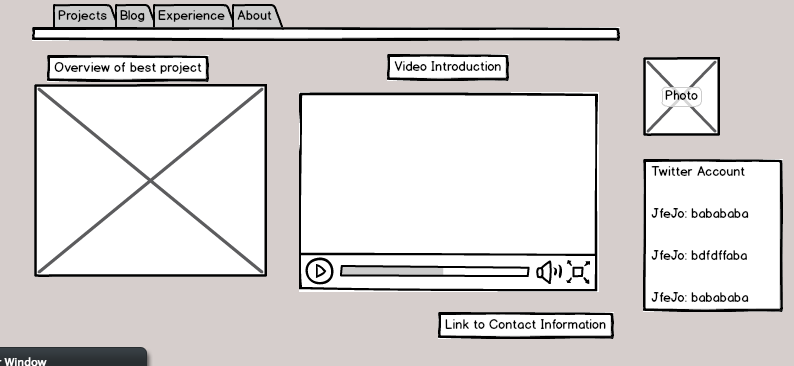 Projects Blog Experience About
Overview of best project
Video Introduction
Photo
Twitter Account
JfeJo: babababa
JfeJo: bdfdffaba
JfeJo: babababa
Link to Contact Information
Window